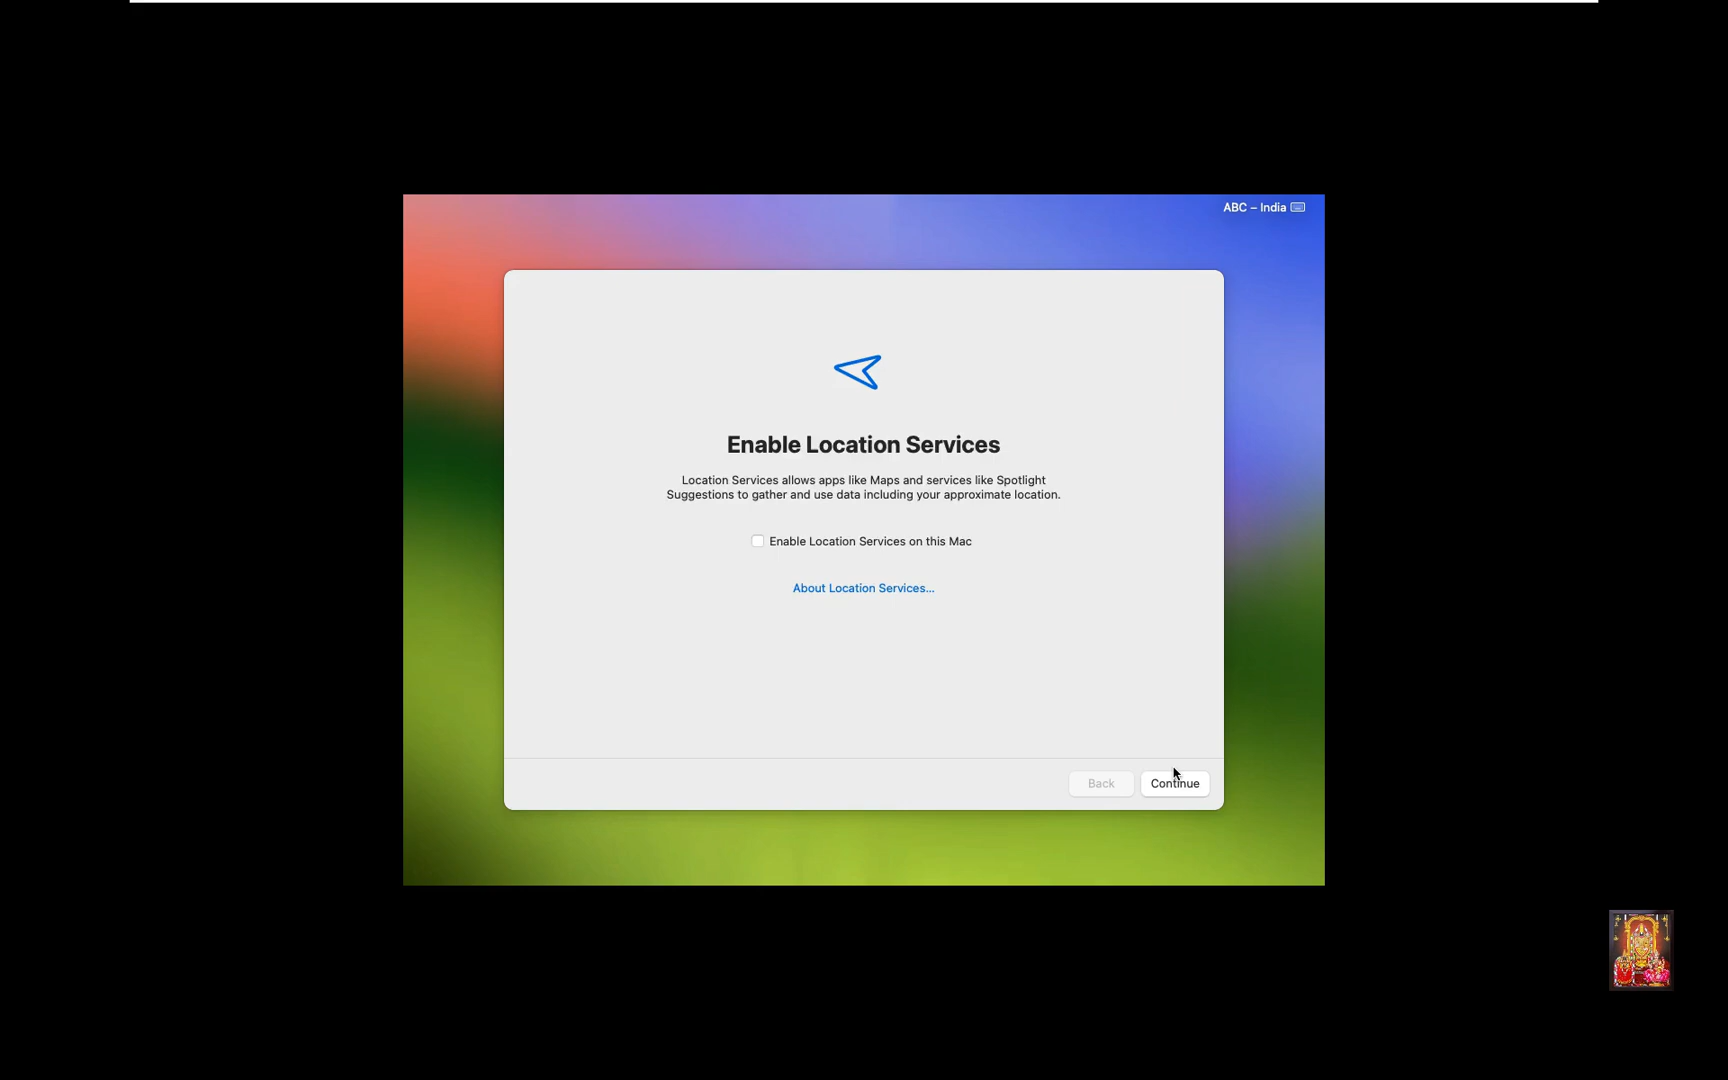 ABC – India
Enable Location Services
Location Services allows apps like Maps and services like Spotlight
Suggestions to gather and use data including your approximate location.
Enable Location Services on this Mac
About Location Services...
Back
Continue